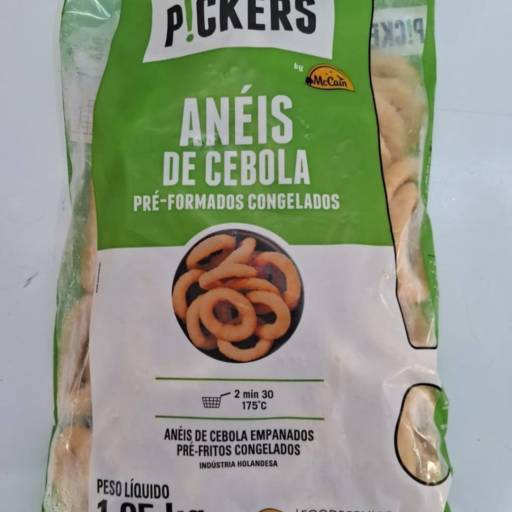 P!CKERS
by
McCain
ANÉIS
DE CEBOLA
PRÉ-FORMADOS CONGELADOS
2 min 30
175°C
ANÉIS DE CEBOLA EMPANADOS
PRÉ-FRITOS CONGELADOS
INDÚSTRIA HOLANDESA
PESO LÍQUIDO